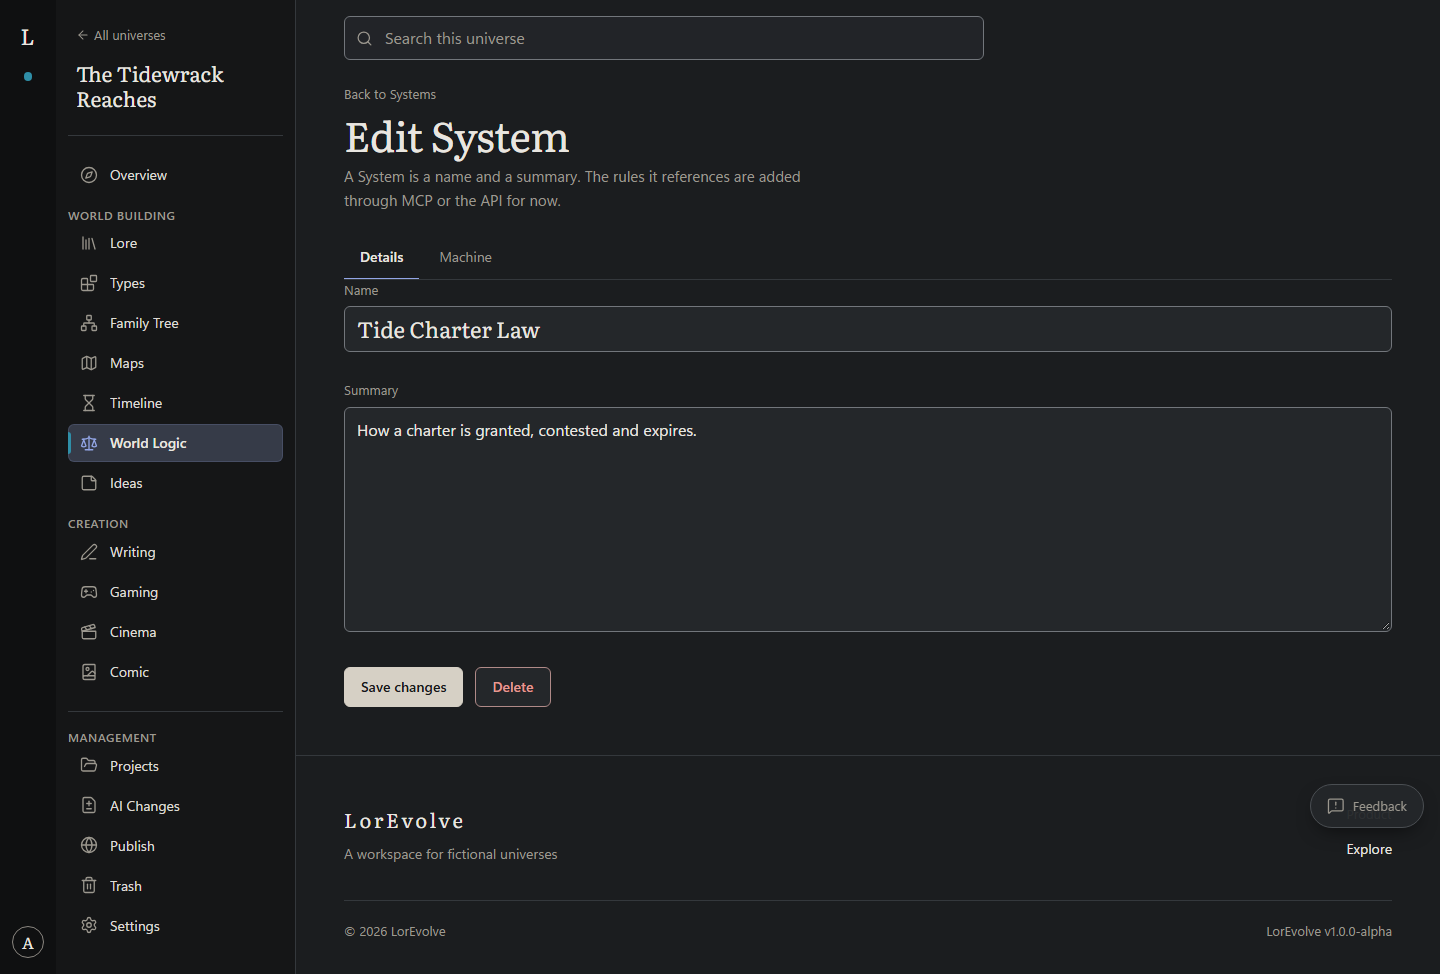 L
All universes
The Tidewrack
Reaches
Overview
WORLD BUILDING
Lore
Types
Family Tree
Maps
Timeline
World Logic
Ideas
CREATION
Writing
Gaming
Cinema
Comic
MANAGEMENT
Projects
AI Changes
Publish
Trash
Settings
A
Search this universe
Back to Systems
Edit System
A System is a name and a summary. The rules it references are added
through MCP or the API for now.
Details Machine
Name
Tide Charter Law
Summary
How a charter is granted, contested and expires.
Save changes Delete
LorEvolve
A workspace for fictional universes
Feedback
Explore
© 2026 LorEvolve
LorEvolve v1.0.0-alpha